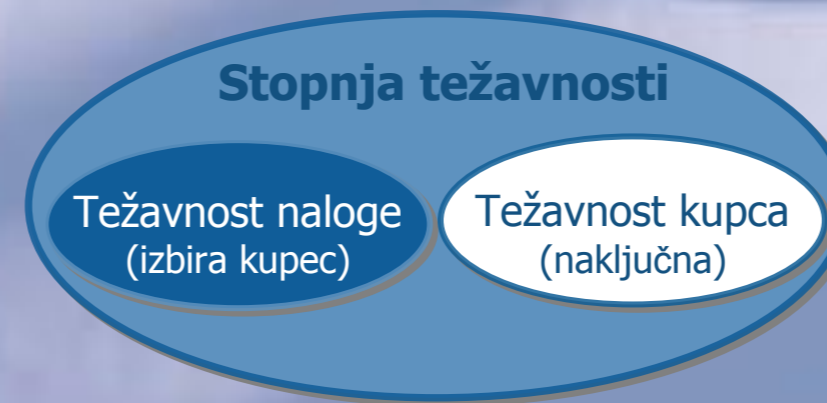 Stopnja težavnosti
Težavnost naloge
(izbira kupec)
Težavnost kupca
(naključna)